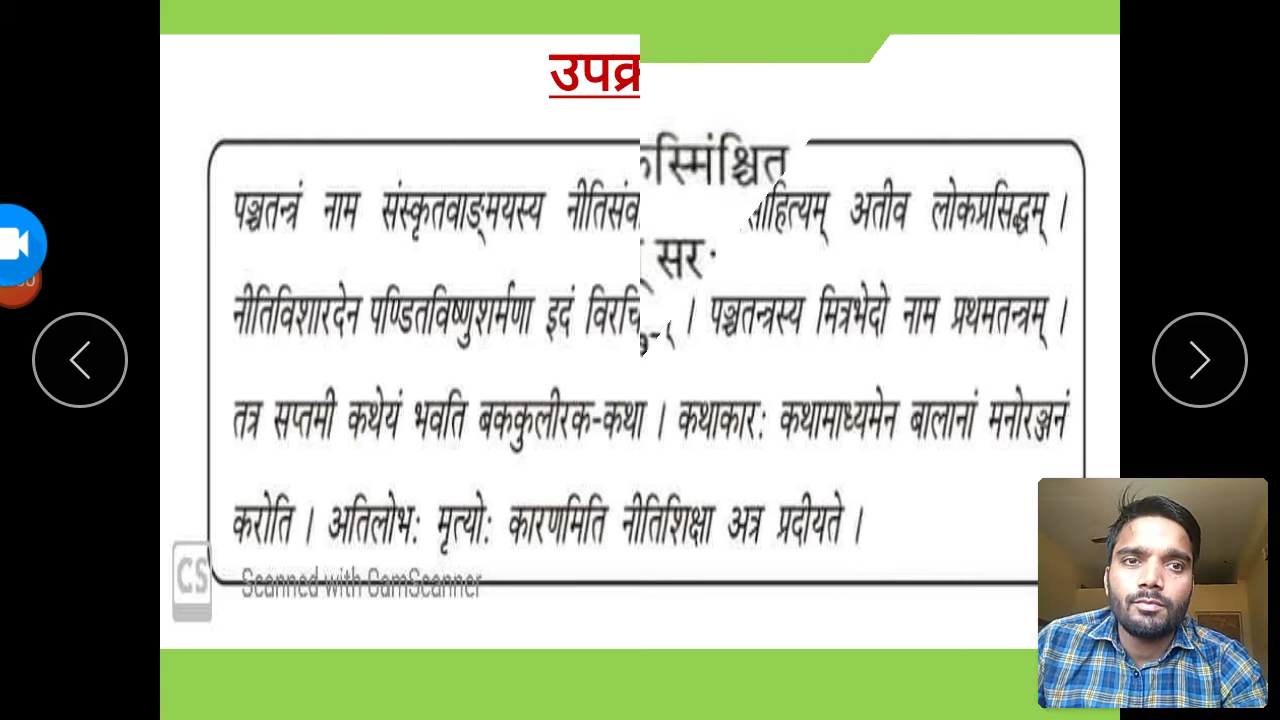 उपक्र
कस्मिंश्चित्
पञ्चतन्त्रं नाम संस्कृतवाङ्मयस्य नीतिसंव साहित्यम् अतीव लोकप्रसिद्धम् ।
सरः
नीतिविशारदेन पण्डितविष्णुशर्मणा इदं विरचि । पञ्चतन्त्रस्य मित्रभेदो नाम प्रथमतन्त्रम् ।
तत्र सप्तमी कथेयं भवति बककुलीरक-कथा । कथाकारः कथामाध्यमेन बालानां मनोरञ्जनं
करोति । अतिलोभः मृत्योः कारणमिति नीतिशिक्षा अत्र प्रदीयते ।
CS Scanned with CamScanner